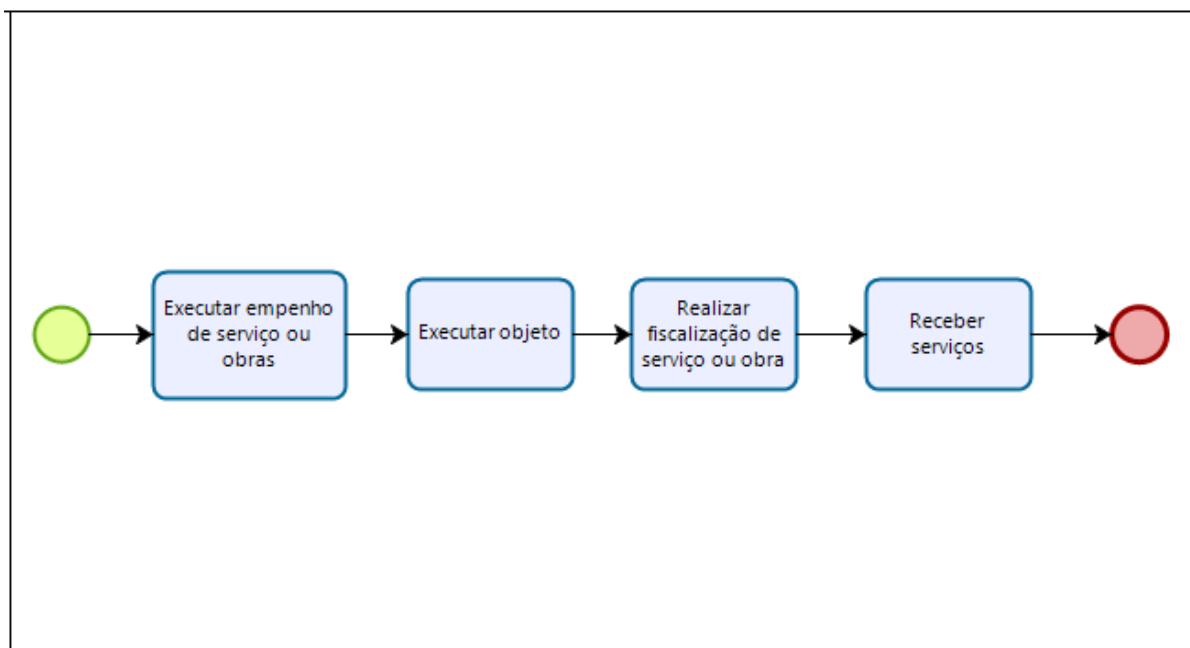 Executar empenho
de serviço ou
obras
Executar objeto
Realizar
fiscalização de
serviço ou obra
Receber
serviços